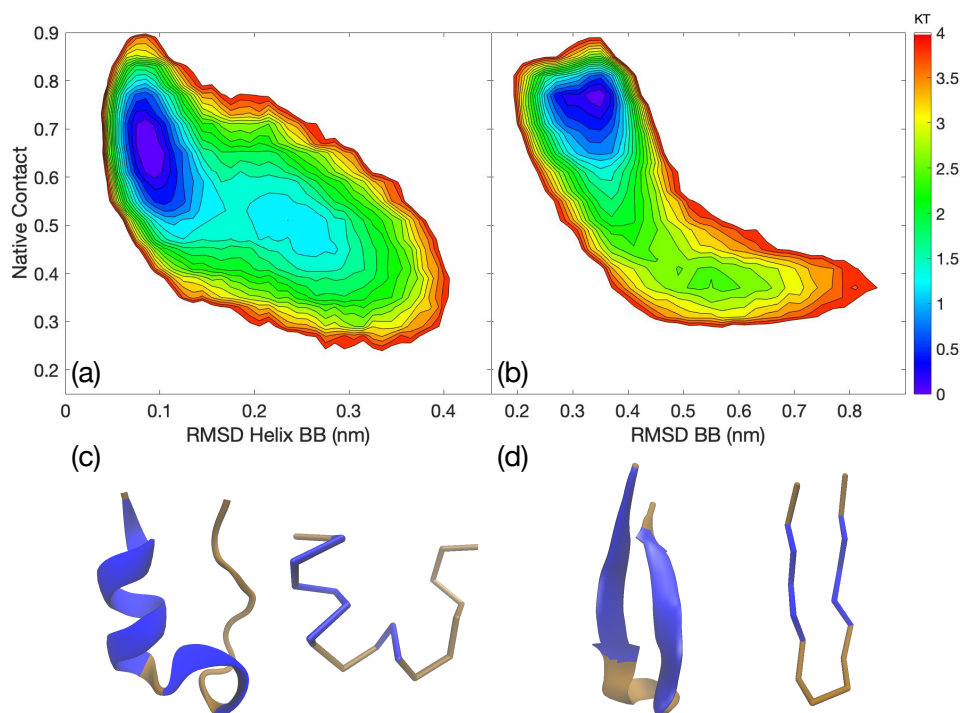 KT
0.9
0.8
0.7
0.6
0.5
0.4
0.3
0.2
Native Contact
(a)
(b)
4
3.5
3
2.5
2
1.5
1
0.5
0
0 0.1 0.2 0.3 0.4
0.2 0.3 0.4 0.5 0.6 0.7 0.8
RMSD Helix BB (nm)
RMSD BB (nm)
(c)
(d)